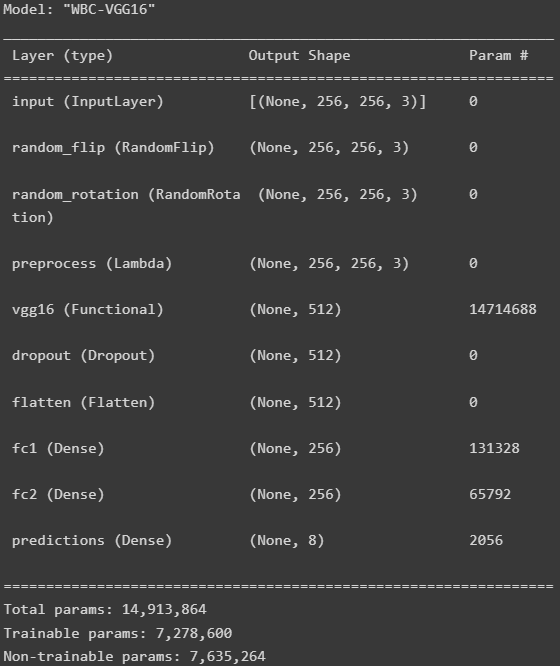 Model: "WBC-VGG16"
_________________________________________________________________
Layer (type) Output Shape Param #
=================================================================
input (InputLayer) [(None, 256, 256, 3)] 0
random_flip (RandomFlip) (None, 256, 256, 3) 0
random_rotation (RandomRota (None, 256, 256, 3) 0
tion)
preprocess (Lambda) (None, 256, 256, 3) 0
vgg16 (Functional) (None, 512) 14714688
dropout (Dropout) (None, 512) 0
flatten (Flatten) (None, 512) 0
fc1 (Dense) (None, 256) 131328
fc2 (Dense) (None, 256) 65792
predictions (Dense) (None, 8) 2056
=================================================================
Total params: 14,913,864
Trainable params: 7,278,600
Non-trainable params: 7,635,264